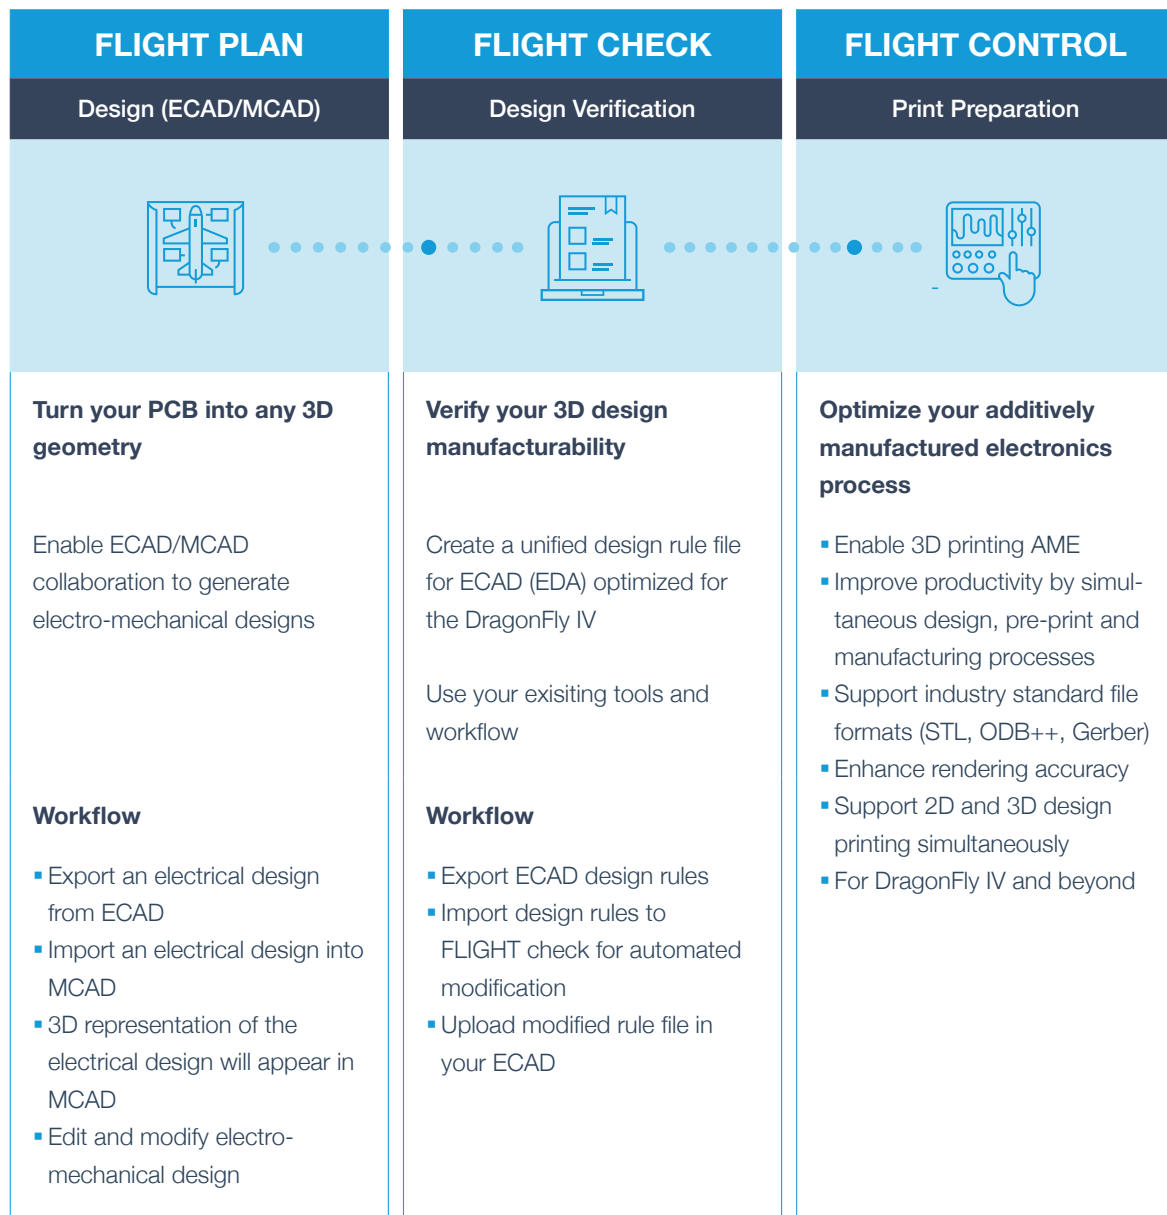 FLIGHT PLAN
Design (ECAD/MCAD)
Turn your PCB into any 3D
geometry
Enable ECAD/MCAD
collaboration to generate
electro-mechanical designs
Workflow
▪ Export an electrical design
from ECAD
▪ Import an electrical design into
MCAD
▪ 3D representation of the
electrical design will appear in
MCAD
▪ Edit and modify electro-
mechanical design
FLIGHT CHECK
Design Verification
Verify your 3D design
manufacturability
Create a unified design rule file
for ECAD (EDA) optimized for
the DragonFly IV
Use your exisiting tools and
workflow
Workflow
▪ Export ECAD design rules
▪ Import design rules to
FLIGHT check for automated
modification
▪ Upload modified rule file in
your ECAD
FLIGHT CONTROL
Print Preparation
Optimize your additively
manufactured electronics
process
▪ Enable 3D printing AME
▪ Improve productivity by simul-
taneous design, pre-print and
manufacturing processes
▪ Support industry standard file
formats (STL, ODB++, Gerber)
▪ Enhance rendering accuracy
▪ Support 2D and 3D design
printing simultaneously
▪ For DragonFly IV and beyond